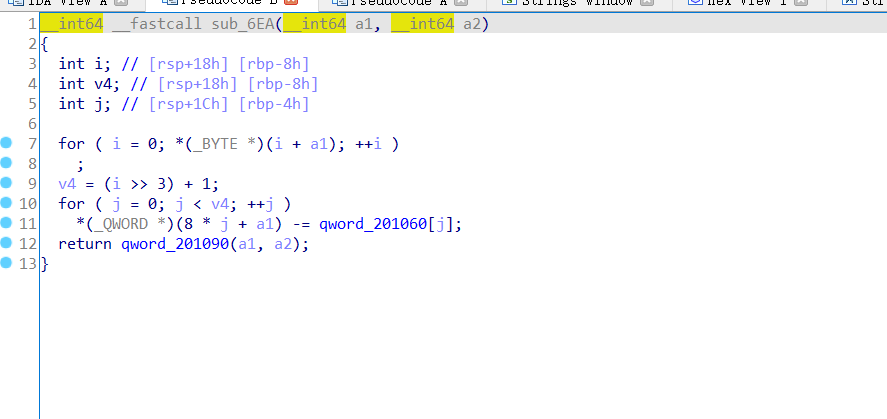 IDA View A Pseudocode B Pseudocode A Strings window Hex View 1 St
1 __int64 __fastcall sub_6EA(__int64 a1, __int64 a2)
2 {
3 int i; // [rsp+18h] [rbp-8h]
4 int v4; // [rsp+18h] [rbp-8h]
5 int j; // [rsp+1Ch] [rbp-4h]
6
7 for ( i = 0; *(_BYTE *)(i + a1); ++i )
8 ;
9 v4 = (i >> 3) + 1;
10 for ( j = 0; j < v4; ++j )
11 *(_QWORD *)(8 * j + a1) -= qword_201060[j];
12 return qword_201090(a1, a2);
13 }